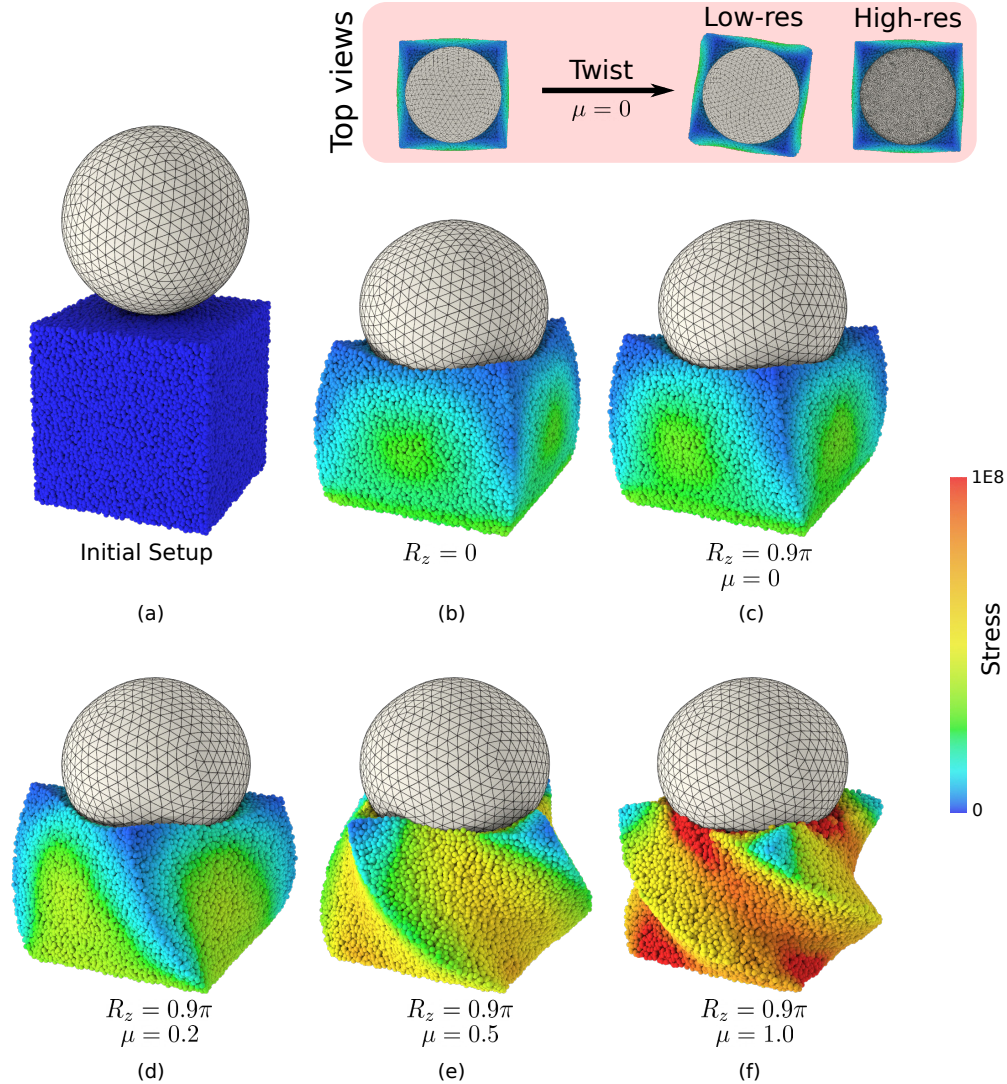 Top views
Low-res
High-res
Twist
μ = 0
Initial Setup
R_z = 0
R_z = 0.9π
μ = 0
(a)
(b)
(c)
1E8
Stress
0
R_z = 0.9π
μ = 0.2
R_z = 0.9π
μ = 0.5
R_z = 0.9π
μ = 1.0
(d)
(e)
(f)